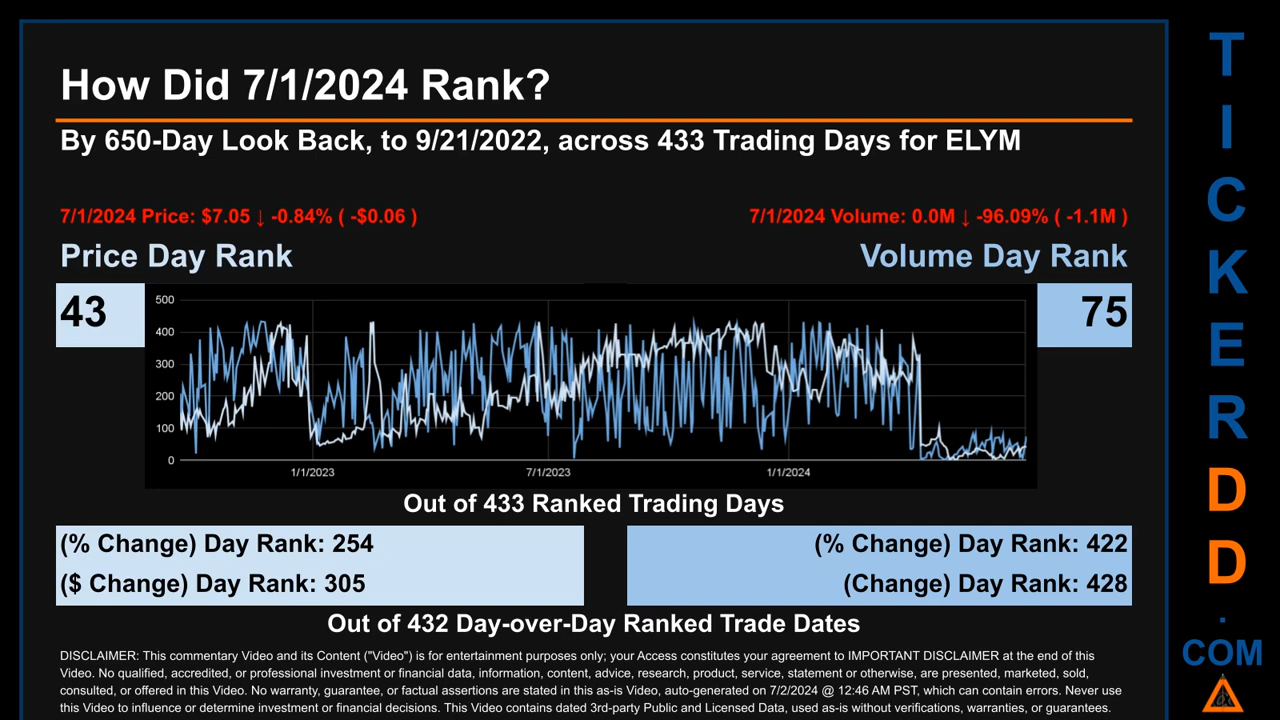 How Did 7/1/2024 Rank?
By 650-Day Look Back, to 9/21/2022, across 433 Trading Days for ELYM
7/1/2024 Price: $7.05 ↓ -0.84% ( -$0.06 )
7/1/2024 Volume: 0.0M ↓ -96.09% ( -1.1M )
Price Day Rank
Volume Day Rank
43
75
500
400
300
200
100
0
1/1/2023
7/1/2023
1/1/2024
Out of 433 Ranked Trading Days
(% Change) Day Rank: 254
($ Change) Day Rank: 305
(% Change) Day Rank: 422
(Change) Day Rank: 428
Out of 432 Day-over-Day Ranked Trade Dates
DISCLAIMER: This commentary Video and its Content ("Video") is for entertainment purposes only; your Access constitutes your agreement to IMPORTANT DISCLAIMER at the end of this
Video. No qualified, accredited, or professional investment or financial data, information, content, advice, research, product, service, statement or otherwise, are presented, marketed, sold,
consulted, or offered in this Video. No warranty, guarantee, or factual assertions are stated in this as-is Video, auto-generated on 7/2/2024 @ 12:46 AM PST, which can contain errors. Never use
this Video to influence or determine investment or financial decisions. This Video contains dated 3rd-party Public and Licensed Data, used as-is without verifications, warranties, or guarantees.
T
I
C
K
E
R
D
D
.
COM